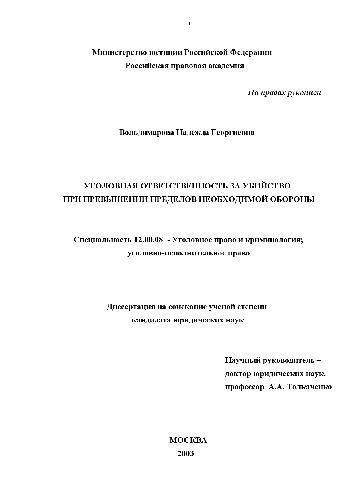 Министерство юстиции Российской Федерации
Российская правовая академия
На правах рукописи
Вольдимарова Надежда Георгиевна
УГОЛОВНАЯ ОТВЕТСТВЕННОСТЬ ЗА УБИЙСТВО
ПРИ ПРЕВЫШЕНИИ ПРЕДЕЛОВ НЕОБХОДИМОЙ ОБОРОНЫ
Специальность 12.00.08 - Уголовное право и криминология;
уголовно-исполнительное право
Диссертация на соискание ученой степени
кандидата юридических наук
Научный руководитель –
доктор юридических наук,
профессор А.А. Толкаченко
МОСКВА
2003